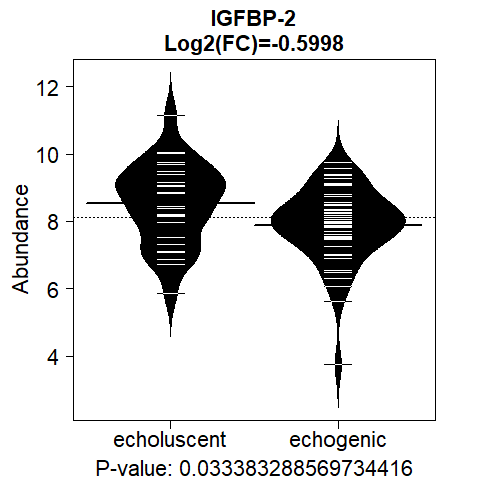 IGFBP-2
Log2(FC)=-0.5998
12
10
8
6
4
Abundance
echoluscent echogenic
P-value: 0.033383288569734416